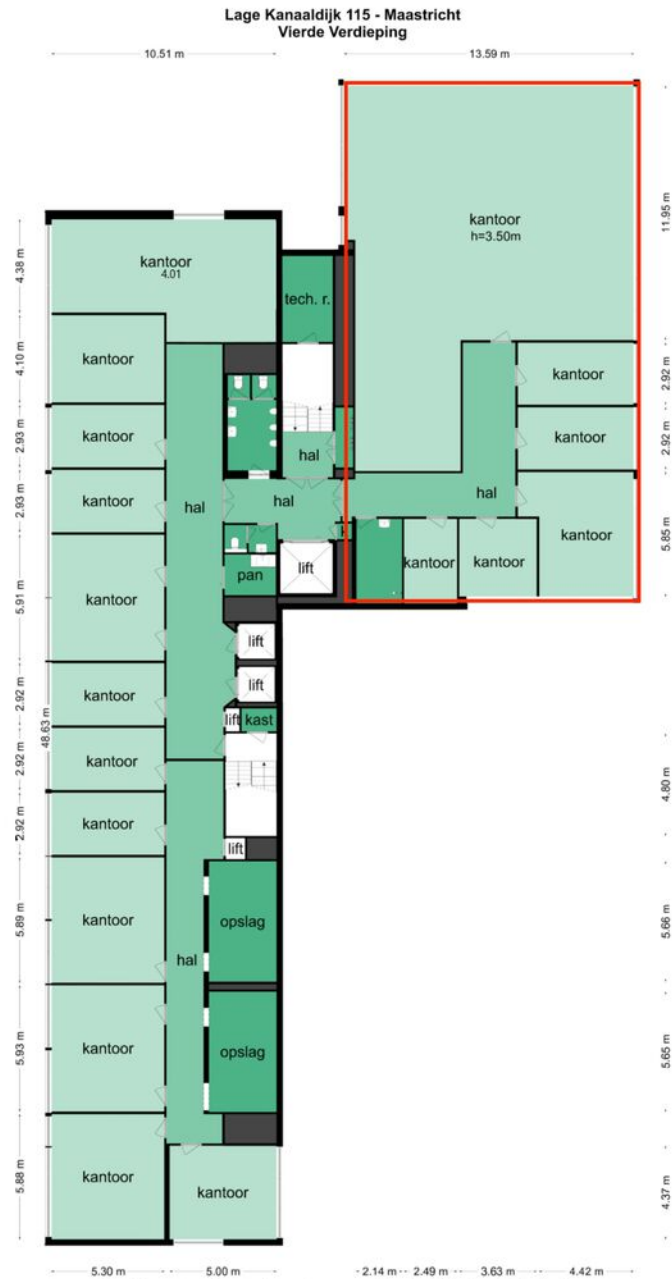 Lage Kanaaldijk 115 - Maastricht
Vierde Verdieping
10.51 m
13.59 m
kantoor
h=3.50m
11.95 m
kantoor
4.01
4.38 m
tech. r.
kantoor
4.10 m
kantoor
2.92 m
kantoor
2.93 m
kantoor
2.92 m
hal
kantoor
2.93 m
hal
hal
hal
kantoor
5.85 m
k
kantoor
kantoor
lift
pan
kantoor
5.91 m
lift
kantoor
2.92 m
lift
lift
kast
48.63 m
kantoor
2.92 m
4.80 m
kantoor
2.92 m
lift
kantoor
5.89 m
opslag
5.66 m
hal
kantoor
5.93 m
opslag
5.65 m
kantoor
5.88 m
kantoor
4.37 m
5.30 m
5.00 m
2.14 m
2.49 m
3.63 m
4.42 m